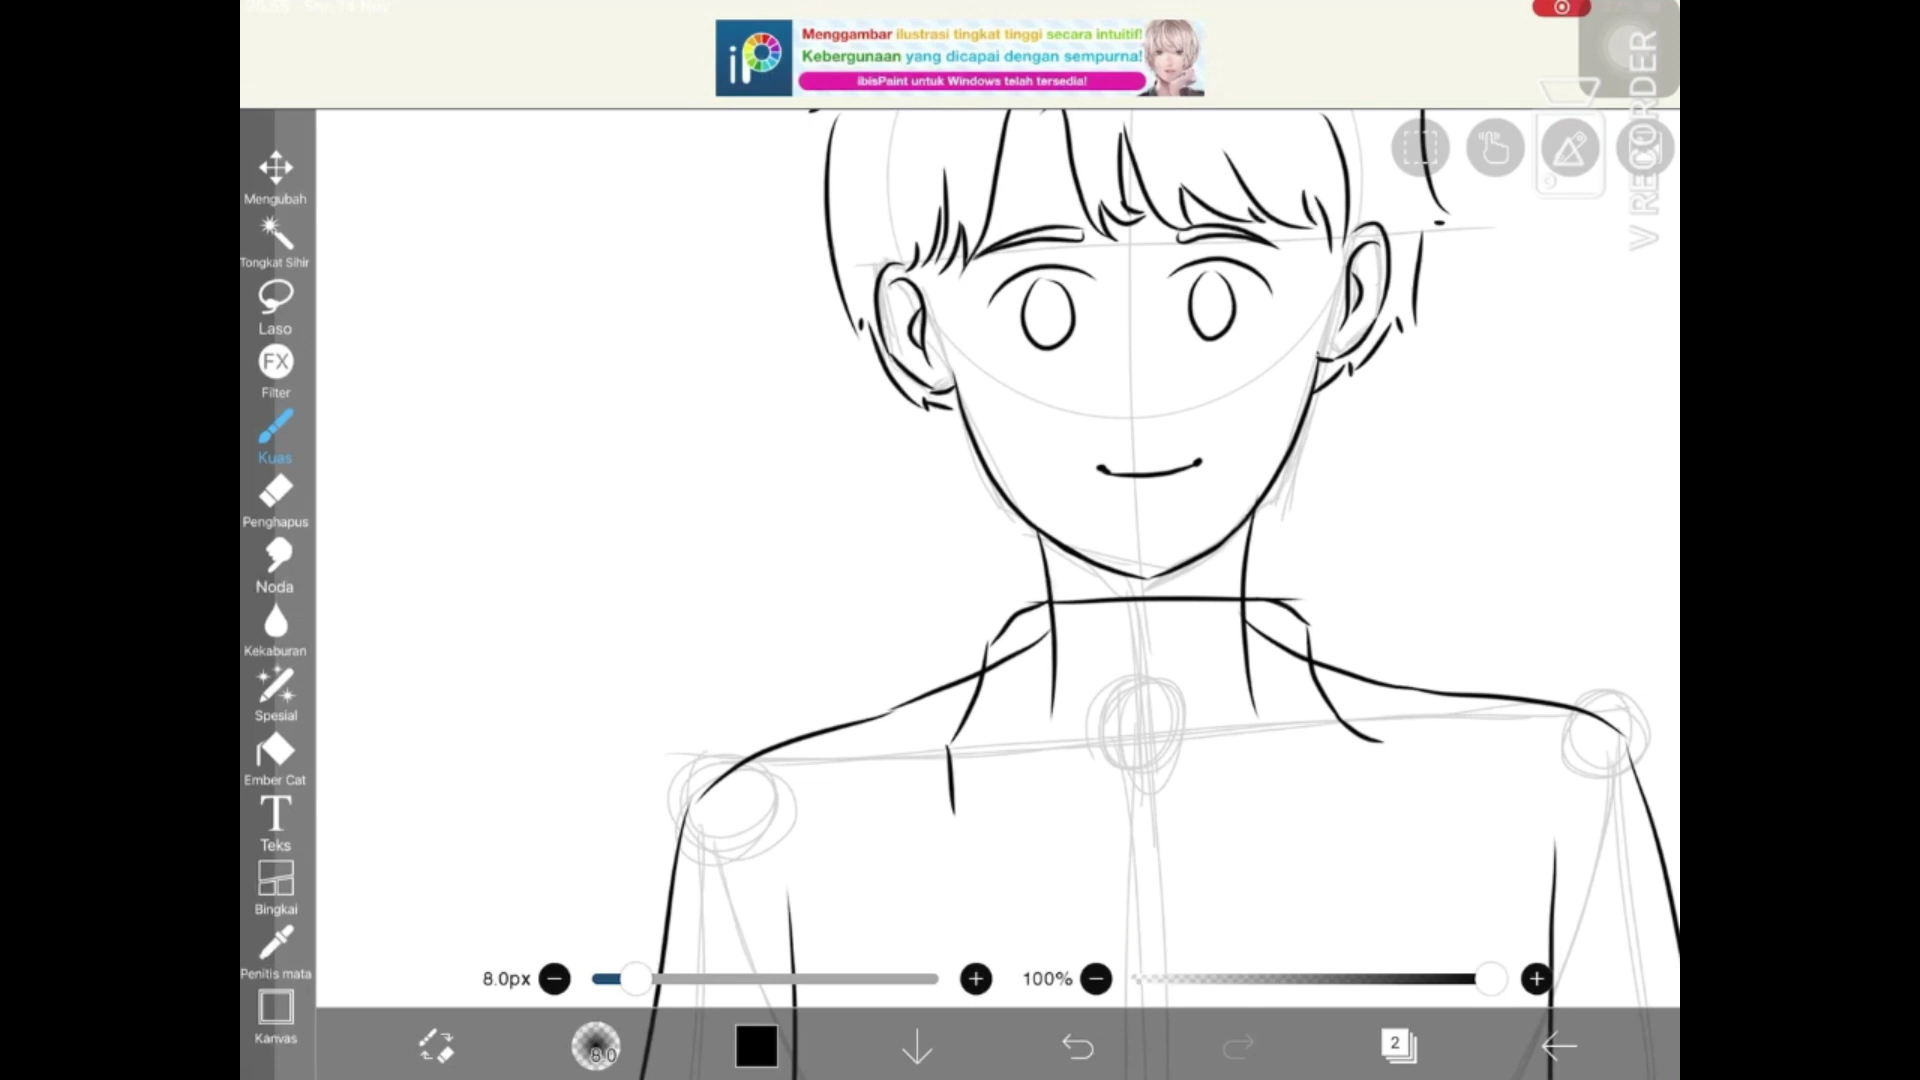 Menggambar ilustrasi tingkat tinggi secara intuitif!
Kebergunaan yang dicapai dengan sempurna!
ibisPaint untuk Windows telah tersedia!
iP
V RECORDER
Mengubah
Tongkat Sihir
Laso
FX
Filter
Kuas
Penghapus
Noda
Kekaburan
Spesial
Ember Cat
T
Teks
Bingkai
Penitis mata
Kanvas
8.0px
100%
8.0
2